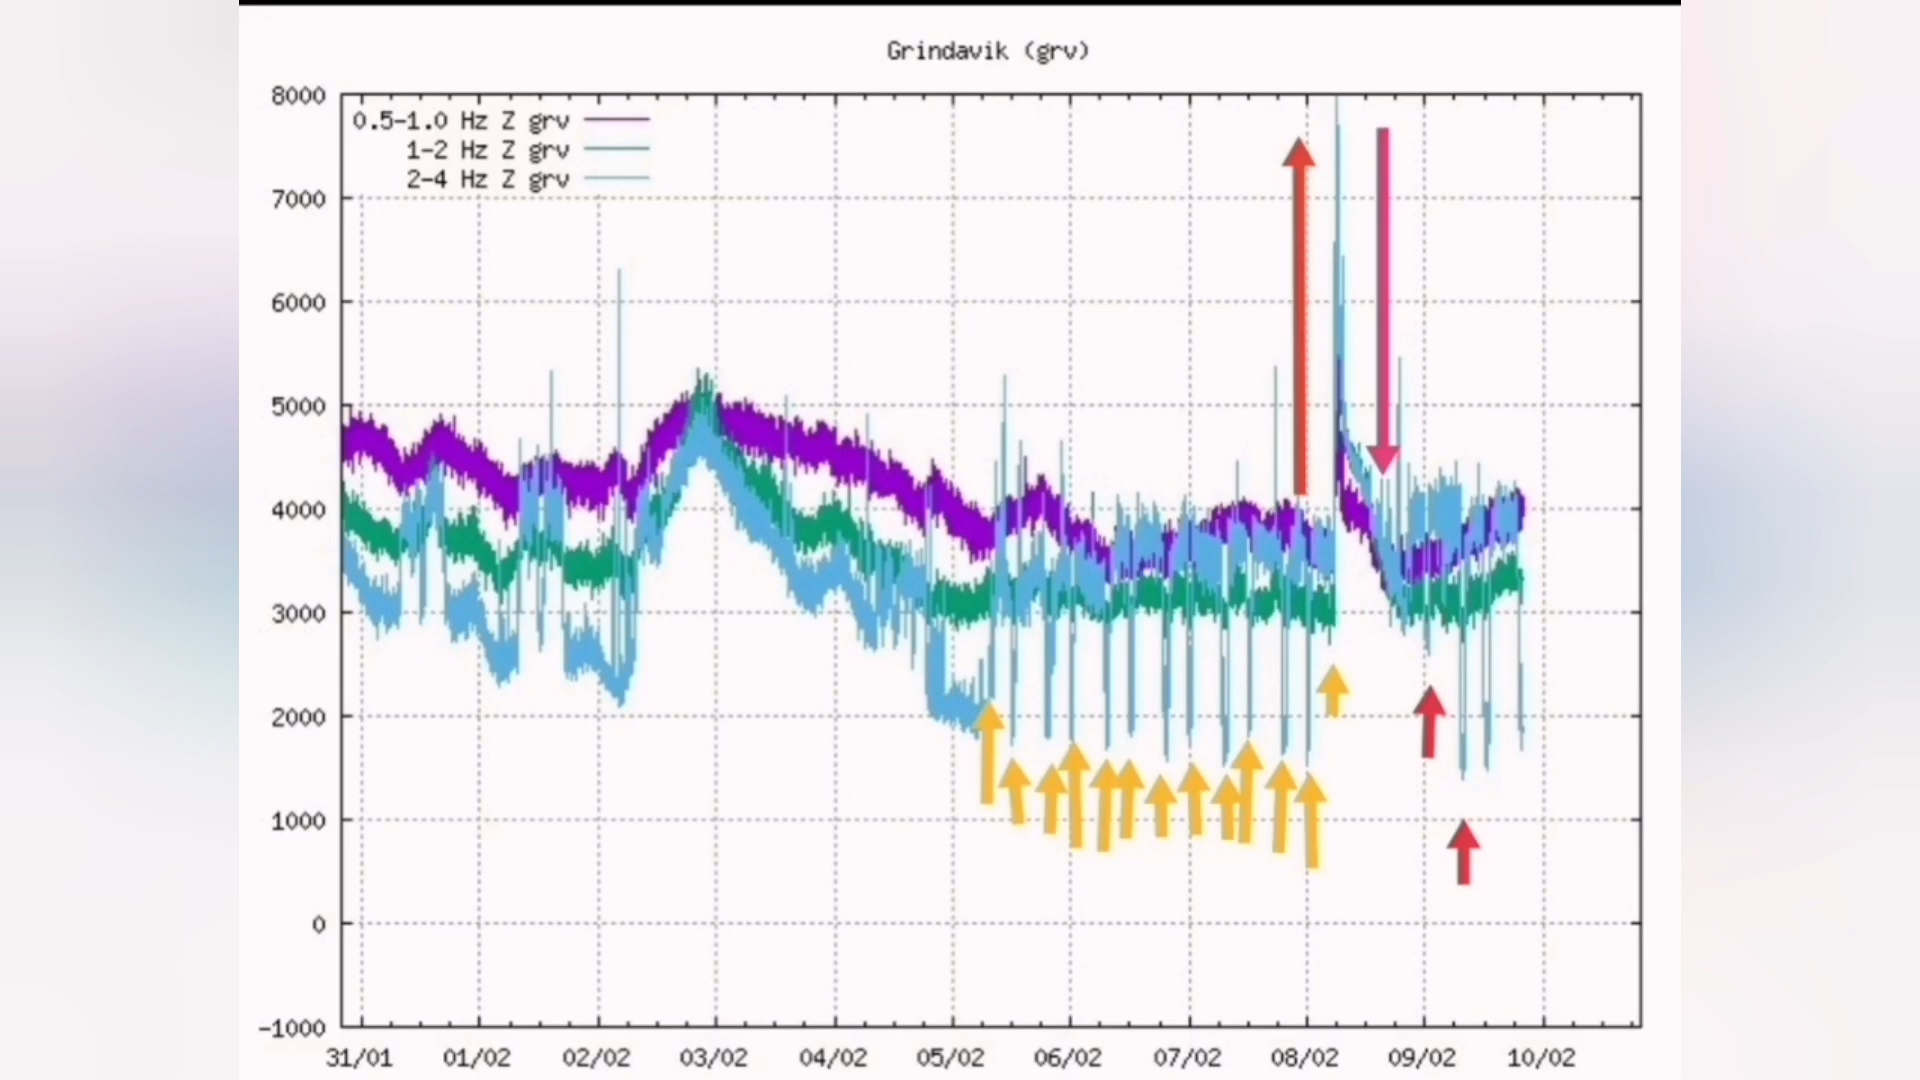 Grindavik (grv)
8000
0.5-1.0 Hz Z grv
1-2 Hz Z grv
2-4 Hz Z grv
7000
6000
5000
4000
3000
2000
1000
0
-1000
31/01 01/02 02/02 03/02 04/02 05/02 06/02 07/02 08/02 09/02 10/02